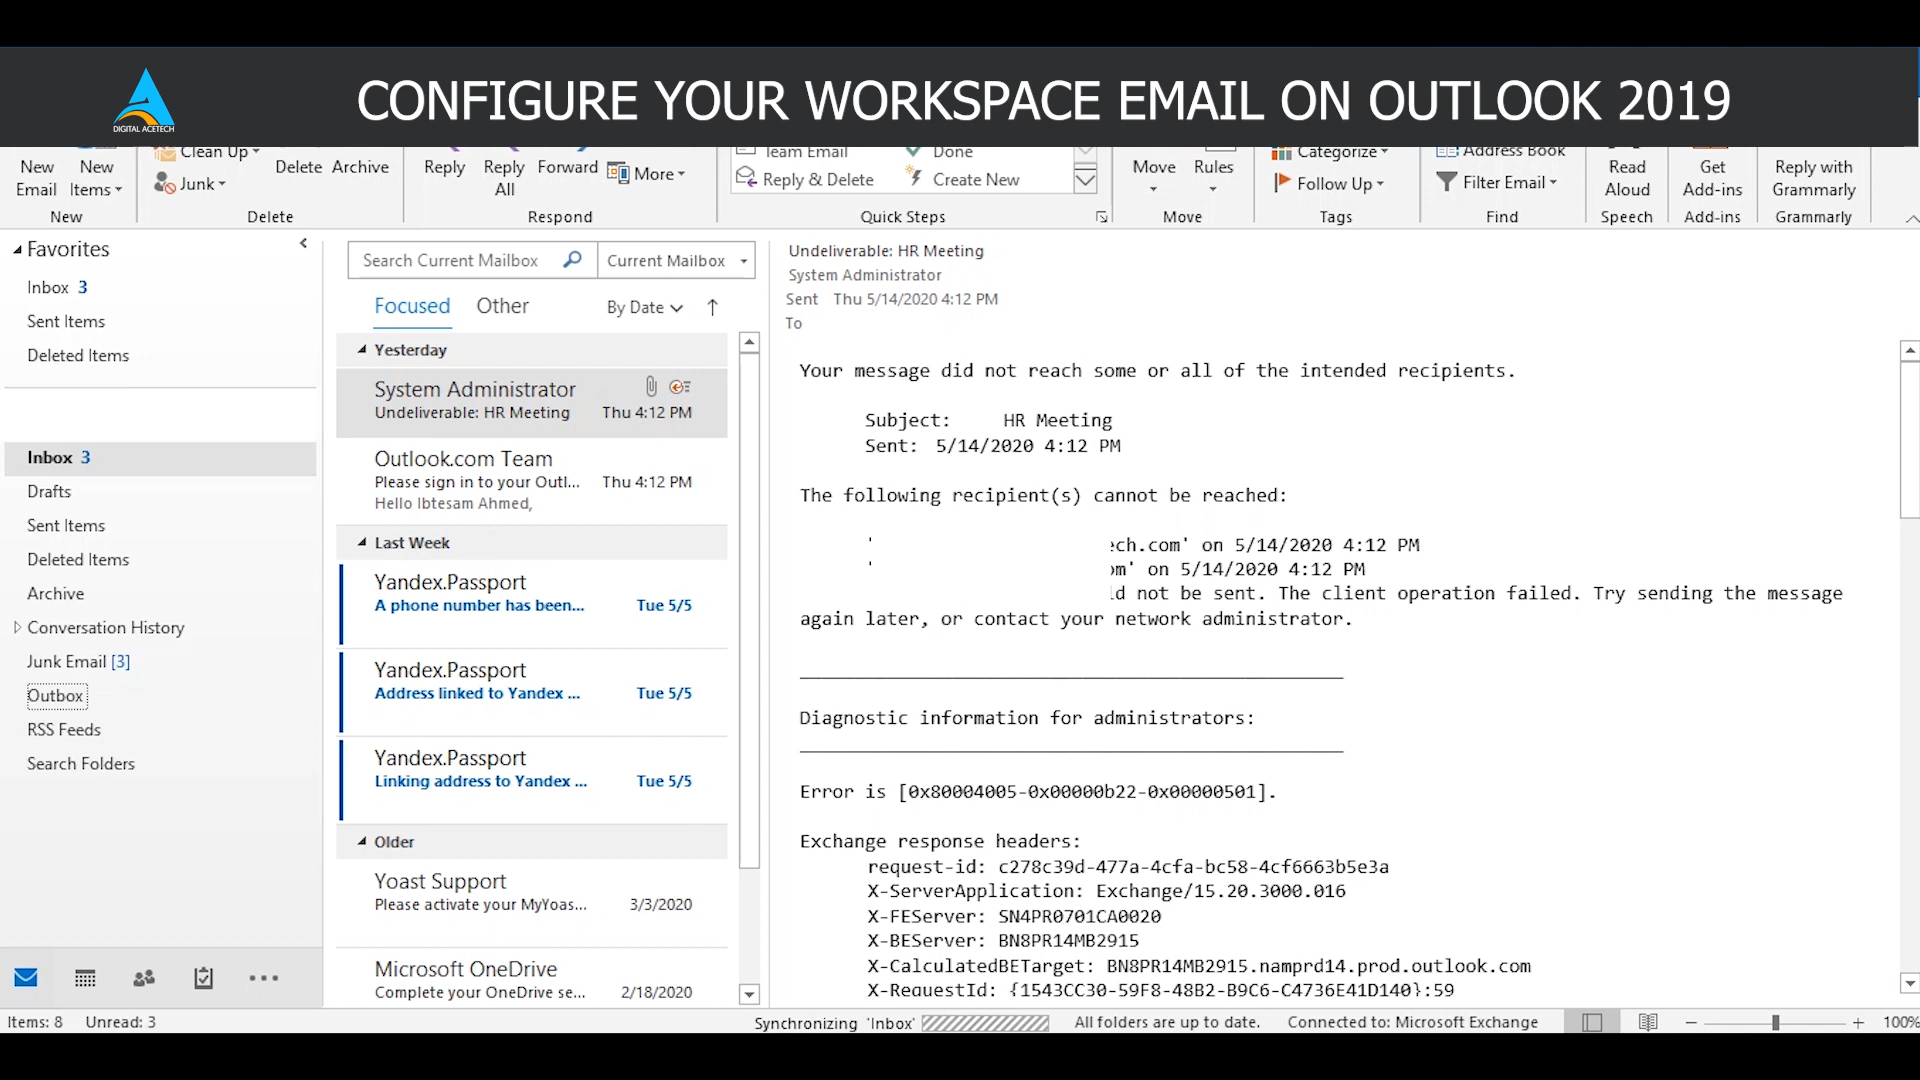 CONFIGURE YOUR WORKSPACE EMAIL ON OUTLOOK 2019
DIGITAL ACETECH
New Email
New Items
New
Clean Up
Junk
Delete
Archive
Delete
Reply
Reply All
Forward
More
Respond
Team Email
Reply & Delete
Done
Create New
Quick Steps
Move
Rules
Move
Categorize
Follow Up
Tags
Address Book
Filter Email
Find
Read Aloud
Speech
Get Add-ins
Add-ins
Reply with Grammarly
Grammarly
Favorites
Inbox 3
Sent Items
Deleted Items
Inbox 3
Drafts
Sent Items
Deleted Items
Archive
Conversation History
Junk Email [3]
Outbox
RSS Feeds
Search Folders
Search Current Mailbox
Current Mailbox
Focused Other By Date
Yesterday
System Administrator
Undeliverable: HR Meeting Thu 4:12 PM
Outlook.com Team
Please sign in to your Outl... Thu 4:12 PM
Hello Ibtesam Ahmed,
Last Week
Yandex.Passport
A phone number has been... Tue 5/5
Yandex.Passport
Address linked to Yandex ... Tue 5/5
Yandex.Passport
Linking address to Yandex ... Tue 5/5
Older
Yoast Support
Please activate your MyYoas... 3/3/2020
Microsoft OneDrive
Complete your OneDrive se... 2/18/2020
Undeliverable: HR Meeting
System Administrator
Sent Thu 5/14/2020 4:12 PM
To
Your message did not reach some or all of the intended recipients.
Subject: HR Meeting
Sent: 5/14/2020 4:12 PM
The following recipient(s) cannot be reached:
' ech.com' on 5/14/2020 4:12 PM
' om' on 5/14/2020 4:12 PM
ld not be sent. The client operation failed. Try sending the message
again later, or contact your network administrator.
Diagnostic information for administrators:
Error is [0x80004005-0x00000b22-0x00000501].
Exchange response headers:
request-id: c278c39d-477a-4cfa-bc58-4cf6663b5e3a
X-ServerApplication: Exchange/15.20.3000.016
X-FEServer: SN4PR0701CA0020
X-BEServer: BN8PR14MB2915
X-CalculatedBETarget: BN8PR14MB2915.namprd14.prod.outlook.com
X-RequestId: {1543CC30-59F8-48B2-B9C6-C4736E41D140}:59
Items: 8 Unread: 3
Synchronizing 'Inbox' All folders are up to date. Connected to: Microsoft Exchange 100%